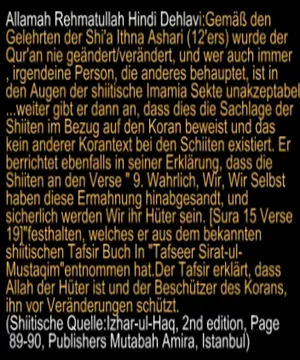 Allamah Rehmatullah Hindi Dehlavi:Gemäß den
Gelehrten der Shi'a Ithna Ashari (12'ers) wurde der
Qur'an nie geändert/verändert, und wer auch immer
, irgendeine Person, die anderes behauptet, ist in
den Augen der shiitische Imamia Sekte unakzeptabel
...weiter gibt er dann an, dass dies die Sachlage der
Shiiten im Bezug auf den Koran beweist und das
kein anderer Korantext bei den Schiiten existiert. Er
berrichtet ebenfalls in seiner Erklärung, dass die
Shiiten an den Verse " 9. Wahrlich, Wir, Wir Selbst
haben diese Ermahnung hinabgesandt, und
sicherlich werden Wir ihr Hüter sein. [Sura 15 Verse
19]"festhalten, welches er aus dem bekannten
shiitischen Tafsir Buch In "Tafseer Sirat-ul-
Mustaqim"entnommen hat.Der Tafsir erklärt, dass
Allah der Hüter ist und der Beschützer des Korans,
ihn vor Veränderungen schützt.
(Shiitische Quelle:Izhar-ul-Haq, 2nd edition, Page
'89-90, Publishers Mutabah Amira, Istanbul)